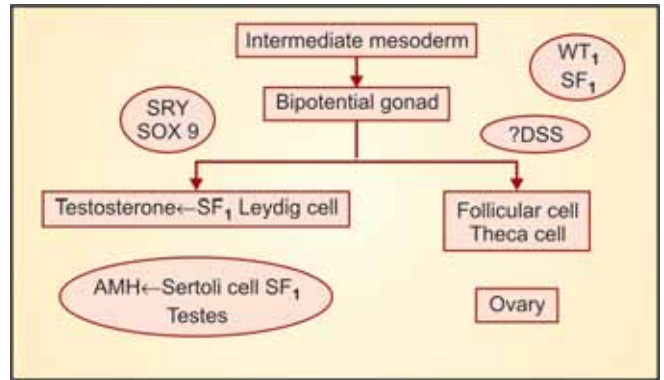 Intermediate mesoderm
WT₁
SF₁
Bipotential gonad
SRY
SOX 9
?DSS
Testosterone←SF₁ Leydig cell
Follicular cell
Theca cell
AMH←Sertoli cell SF₁
Testes
Ovary